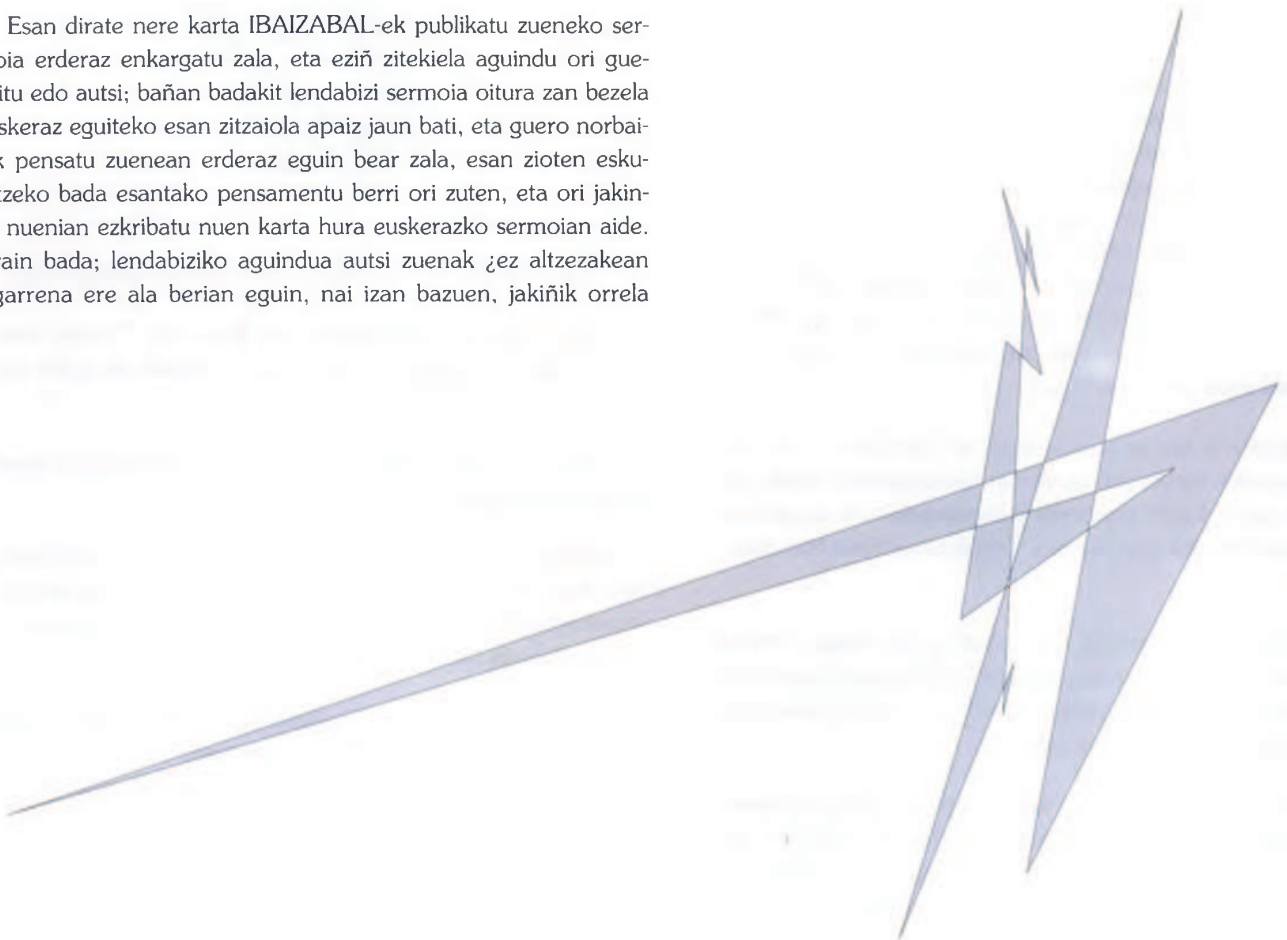 Esan dirate nere karta IBAIZABAL-ek publikatu zueneko ser-
oia erderaz enkargatu zala, eta eziñ zitekiela aguindu ori gue-
itu edo autsi; bañan badakit lendabizi sermoia oitura zan bezela
skeraz eguiteko esan zitzaiola apaiz jaun bati, eta guero norbai-
k pensatu zuenean erderaz eguin bear zala, esan zioten esku-
tzeko bada esantako pensamentu berri ori zuten, eta ori jakin-
nuenian ezkribatu nuen karta hura euskerazko sermoian aide.
rain bada; lendabiziko aguindua autsi zuenak ¿ez altzezakean
garrena ere ala berian eguin, nai izan bazuen, jakiñik orrela